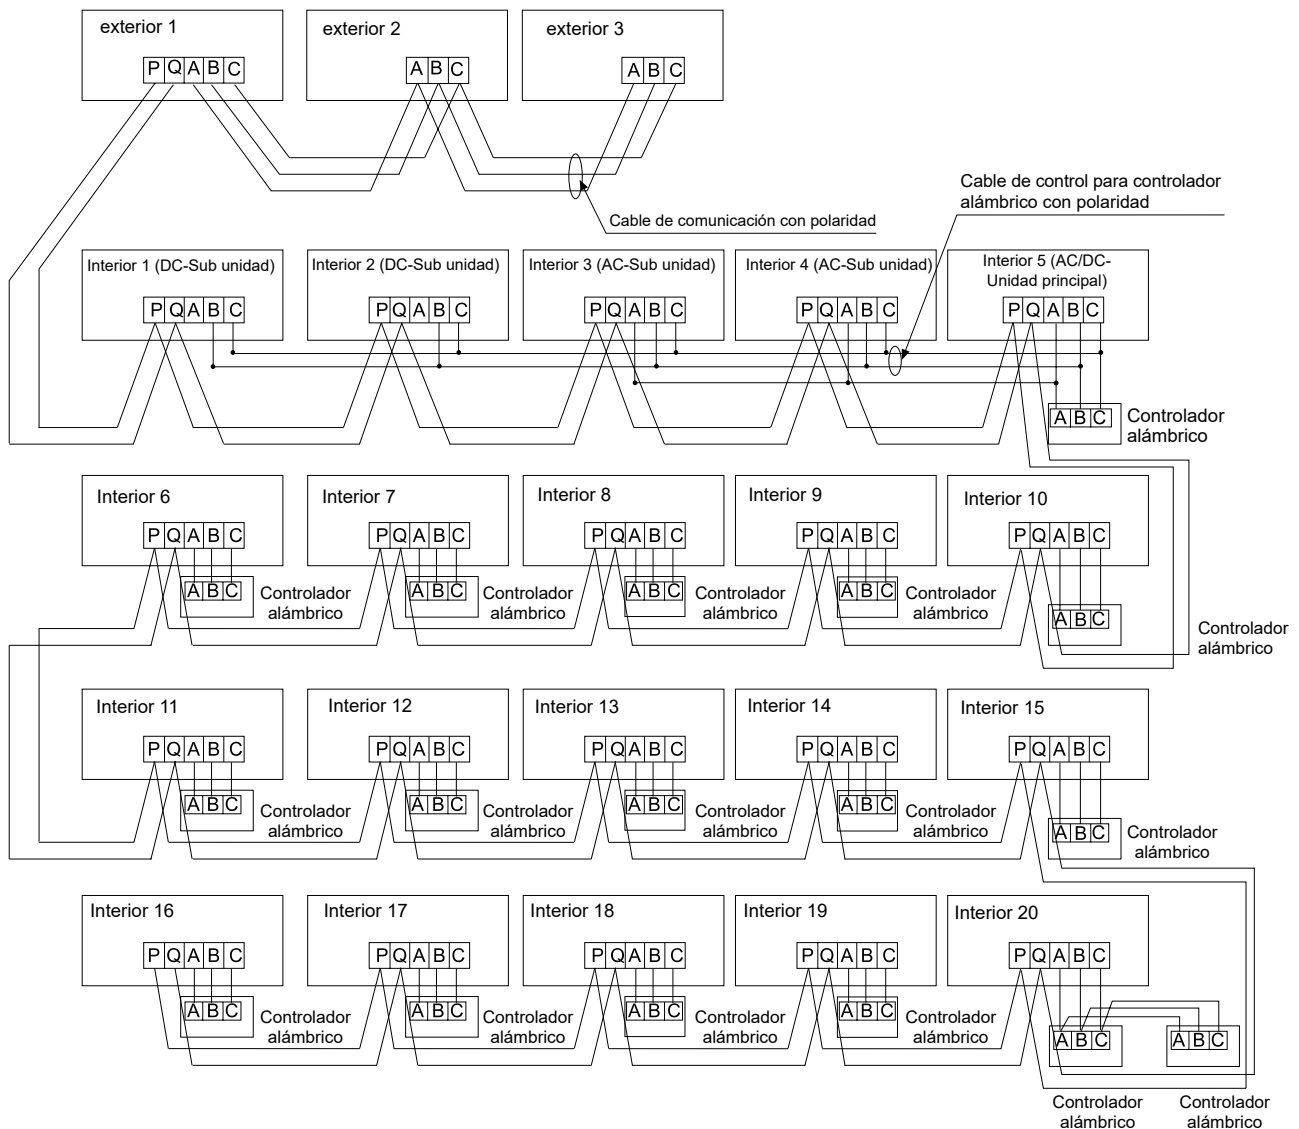 exterior 1
exterior 2
exterior 3
P Q A B C
A B C
A B C
Cable de control para controlador
alámbrico con polaridad
Cable de comunicación con polaridad
Interior 1 (DC-Sub unidad)
Interior 2 (DC-Sub unidad)
Interior 3 (AC-Sub unidad)
Interior 4 (AC-Sub unidad)
Interior 5 (AC/DC-
Unidad principal)
P Q A B C
P Q A B C
P Q A B C
P Q A B C
P Q A B C
A B C
Controlador
alámbrico
Interior 6
Interior 7
Interior 8
Interior 9
Interior 10
P Q A B C
P Q A B C
P Q A B C
P Q A B C
P Q A B C
A B C
Controlador
alámbrico
A B C
Controlador
alámbrico
A B C
Controlador
alámbrico
A B C
Controlador
alámbrico
A B C
Controlador
alámbrico
Interior 11
Interior 12
Interior 13
Interior 14
Interior 15
P Q A B C
P Q A B C
P Q A B C
P Q A B C
P Q A B C
A B C
Controlador
alámbrico
A B C
Controlador
alámbrico
A B C
Controlador
alámbrico
A B C
Controlador
alámbrico
A B C
Controlador
alámbrico
Interior 16
Interior 17
Interior 18
Interior 19
Interior 20
P Q A B C
P Q A B C
P Q A B C
P Q A B C
P Q A B C
A B C
Controlador
alámbrico
A B C
Controlador
alámbrico
A B C
Controlador
alámbrico
A B C
Controlador
alámbrico
A B C
A B C
Controlador
alámbrico
Controlador
alámbrico